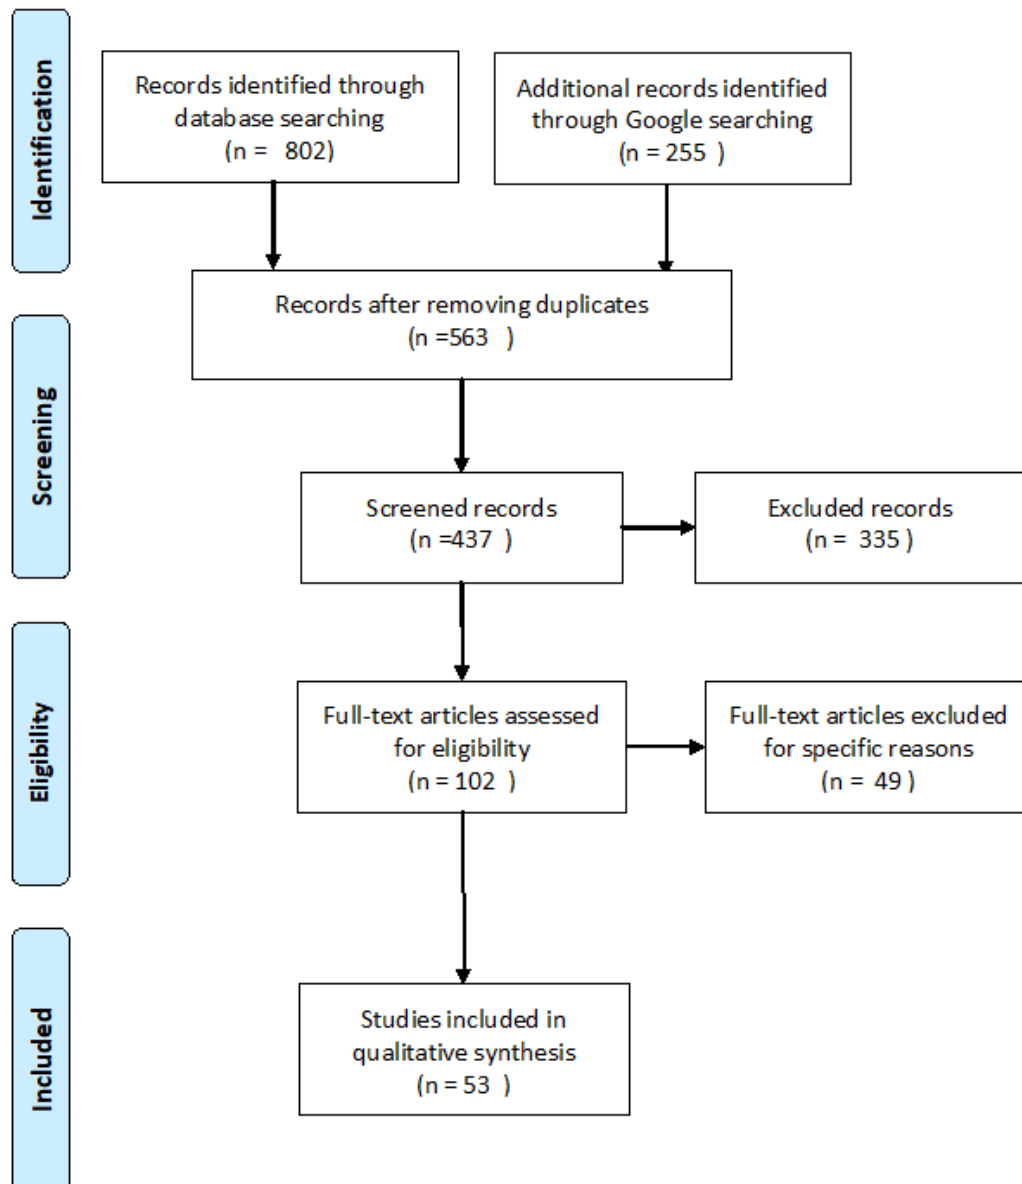 Identification
Records identified through
database searching
(n =   802)
Additional records identified
through Google searching
(n = 255  )
Records after removing duplicates
(n =563   )
Screening
Screened records
(n =437   )
Excluded records
(n =  335 )
Eligibility
Full-text articles assessed
for eligibility
(n = 102   )
Full-text articles excluded
for specific reasons
(n =  49 )
Included
Studies included in
qualitative synthesis
(n = 53   )